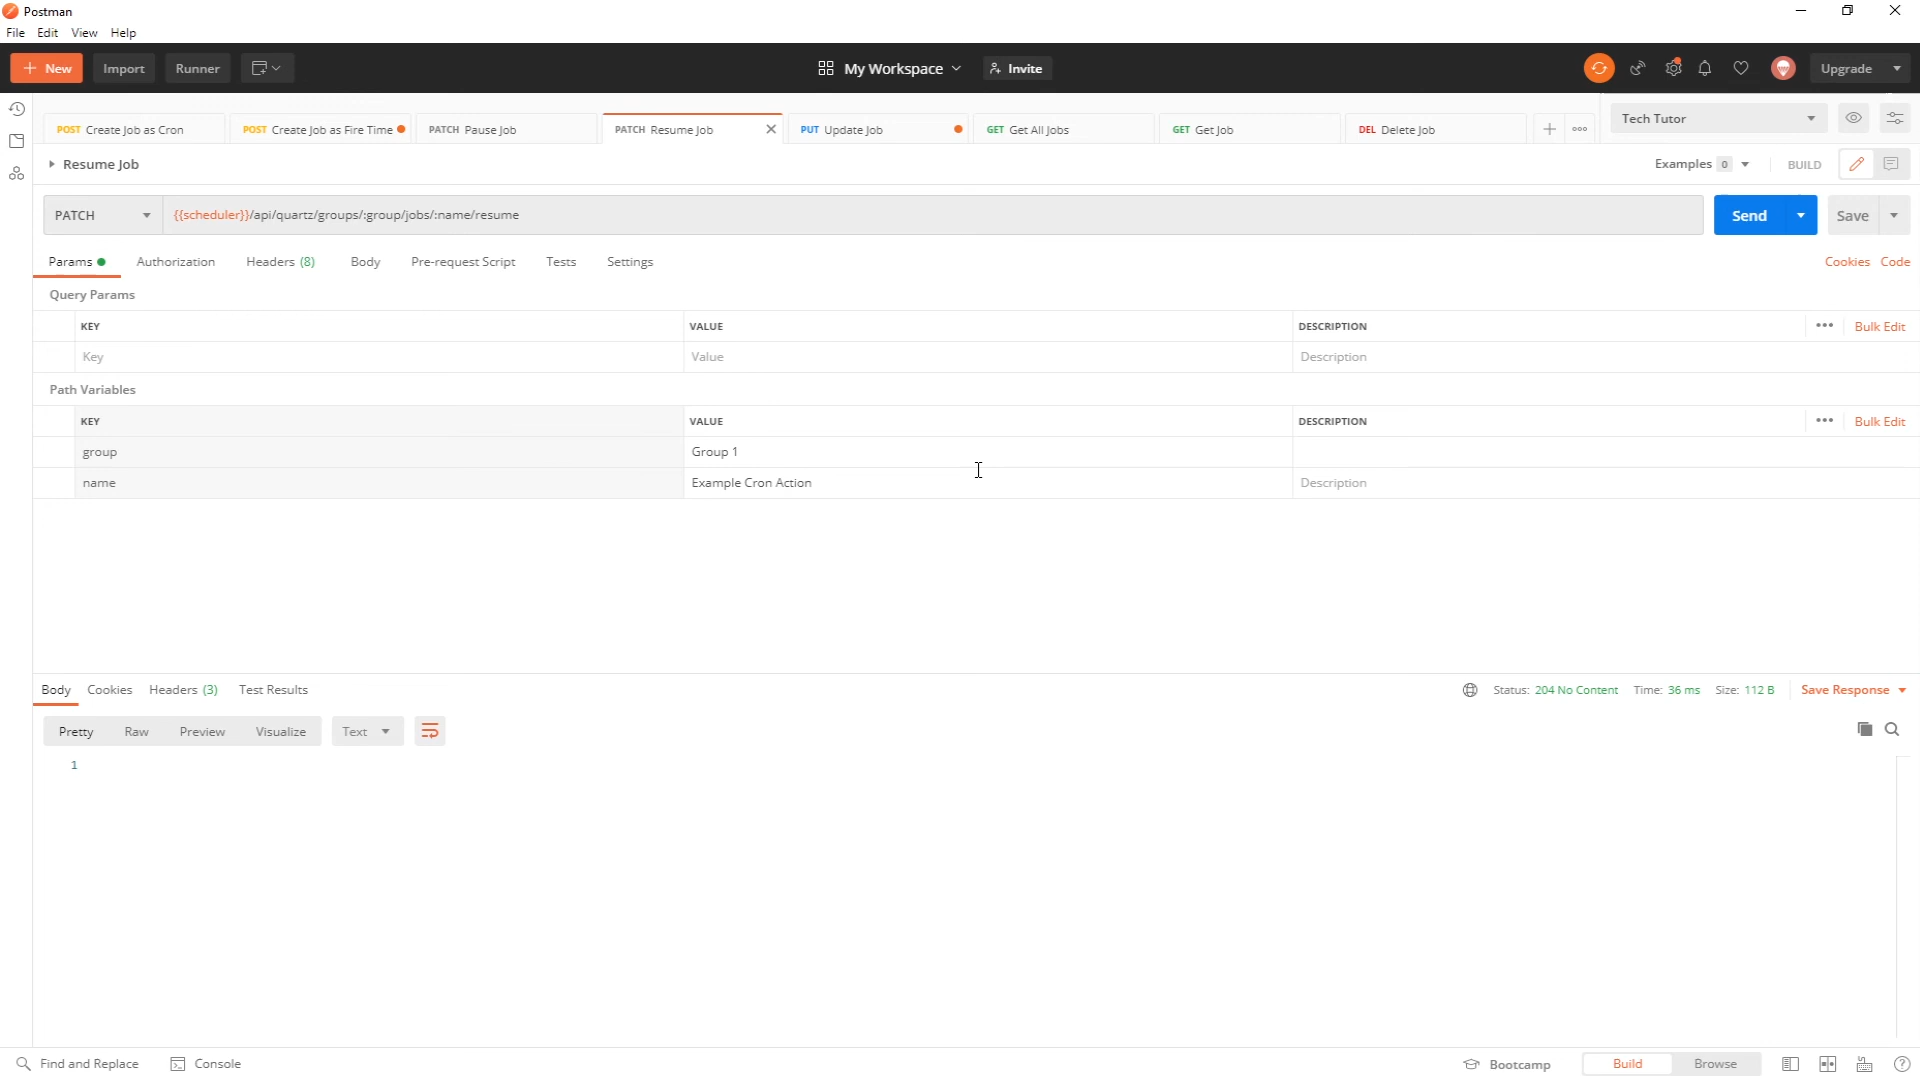 Postman
File Edit View Help
New Import Runner My Workspace Invite Upgrade
POST Create Job as Cron POST Create Job as Fire Time PATCH Pause Job PATCH Resume Job PUT Update Job GET Get All Jobs GET Get Job DEL Delete Job Tech Tutor
Resume Job Examples 0 BUILD
PATCH {{scheduler}}/api/quartz/groups/:group/jobs/:name/resume Send Save
Params Authorization Headers (8) Body Pre-request Script Tests Settings Cookies Code
Query Params
KEY VALUE DESCRIPTION Bulk Edit
Key Value Description
Path Variables
KEY VALUE DESCRIPTION Bulk Edit
group Group 1
name Example Cron Action Description
Body Cookies Headers (3) Test Results Status: 204 No Content Time: 36 ms Size: 112 B Save Response
Pretty Raw Preview Visualize Text
1
Find and Replace Console Bootcamp Build Browse